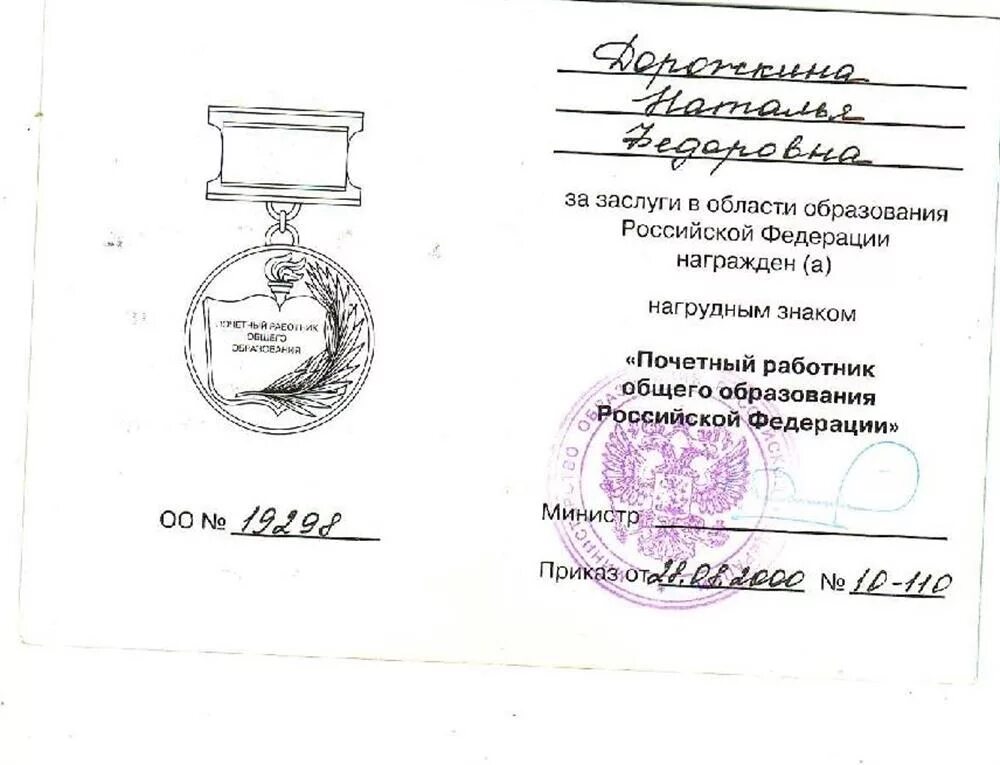 ПОЧЕТНЫЙ РАБОТНИК
ОБЩЕГО
ОБРАЗОВАНИЯ
ОО № 19298
Дорожкина
Наталья
Федоровна
за заслуги в области образования
Российской Федерации
награжден (а)
нагрудным знаком
«Почетный работник
общего образования
Российской Федерации»
Министр
Приказ от 28.08.2000 № 10-110